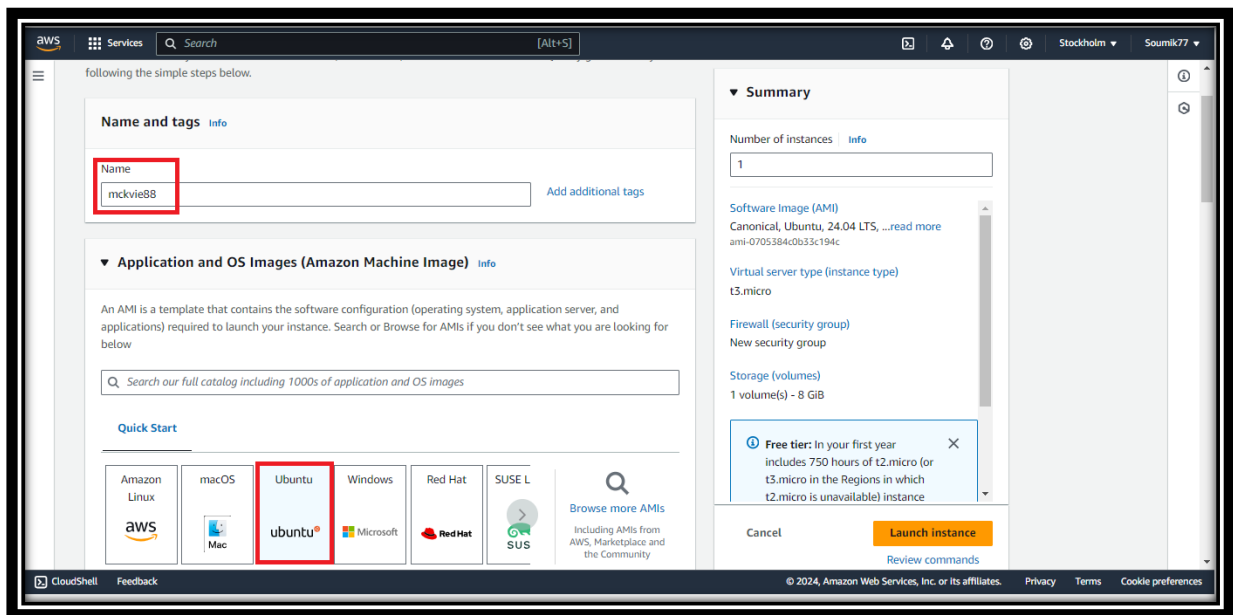 aws
Services
Search
[Alt+S]
Stockholm
Soumik77
following the simple steps below.
Name and tags Info
Name
mckvie88
Add additional tags
Application and OS Images (Amazon Machine Image) Info
An AMI is a template that contains the software configuration (operating system, application server, and
applications) required to launch your instance. Search or Browse for AMIs if you don't see what you are looking for
below
Search our full catalog including 1000s of application and OS images
Quick Start
Amazon
Linux
aws
macOS
Mac
Ubuntu
ubuntu
Windows
Microsoft
Red Hat
Red Hat
SUSE L
SUS
Browse more AMIs
Including AMIs from
AWS, Marketplace and
the Community
Summary
Number of instances Info
1
Software Image (AMI)
Canonical, Ubuntu, 24.04 LTS, ...read more
ami-0705384c0b33c194c
Virtual server type (instance type)
t3.micro
Firewall (security group)
New security group
Storage (volumes)
1 volume(s) - 8 GiB
Free tier: In your first year
includes 750 hours of t2.micro (or
t3.micro in the Regions in which
t2.micro is unavailable) instance
Cancel
Launch instance
Review commands
CloudShell
Feedback
© 2024, Amazon Web Services, Inc. or its affiliates.
Privacy
Terms
Cookie preferences